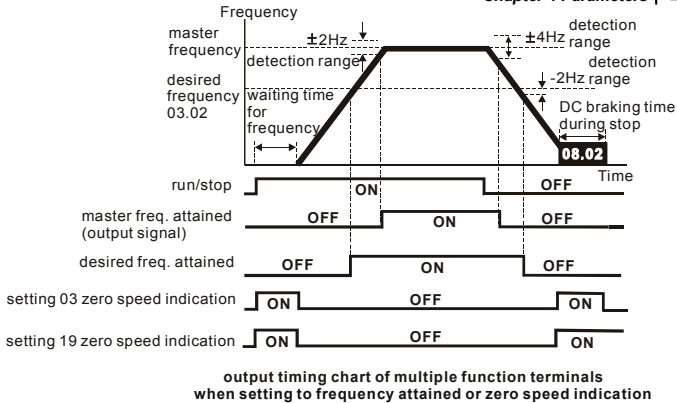 Frequency
master
frequency
±2Hz
detection range
±4Hz
detection
range
detection
-2Hz range
desired
frequency
03.02
waiting time
for
frequency
DC braking time
during stop
08.02
Time
run/stop
ON
OFF
master freq. attained
(output signal)
OFF
ON
OFF
desired freq. attained
OFF
ON
OFF
setting 03 zero speed indication
ON
OFF
ON
setting 19 zero speed indication
ON
OFF
ON
output timing chart of multiple function terminals
when setting to frequency attained or zero speed indication